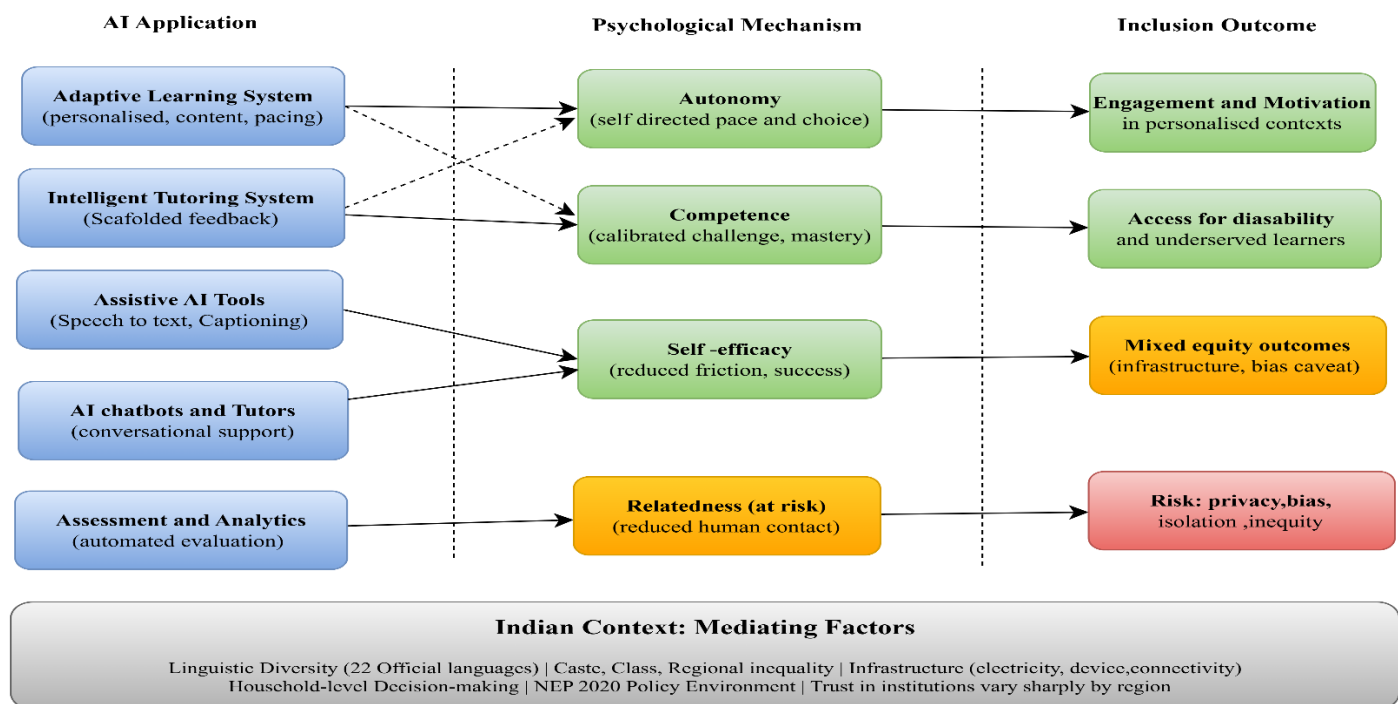 AI Application
Psychological Mechanism
Inclusion Outcome
Adaptive Learning System
(personalised, content, pacing)
Autonomy
(self directed pace and choice)
Engagement and Motivation
in personalised contexts
Intelligent Tutoring System
(Scafolded feedback)
Competence
(calibrated challenge, mastery)
Access for diasability
and underserved learners
Assistive AI Tools
(Speech to text, Captioning)
Self -efficacy
(reduced friction, success)
Mixed equity outcomes
(infrastructure, bias caveat)
AI chatbots and Tutors
(conversational support)
Assessment and Analytics
(automated evaluation)
Relatedness (at risk)
(reduced human contact)
Risk: privacy,bias,
isolation ,inequity
Indian Context: Mediating Factors
Linguistic Diversity (22 Official languages) | Caste, Class, Regional inequality | Infrastructure (electricity, device,connectivity)
Household-level Decision-making | NEP 2020 Policy Environment | Trust in institutions vary sharply by region